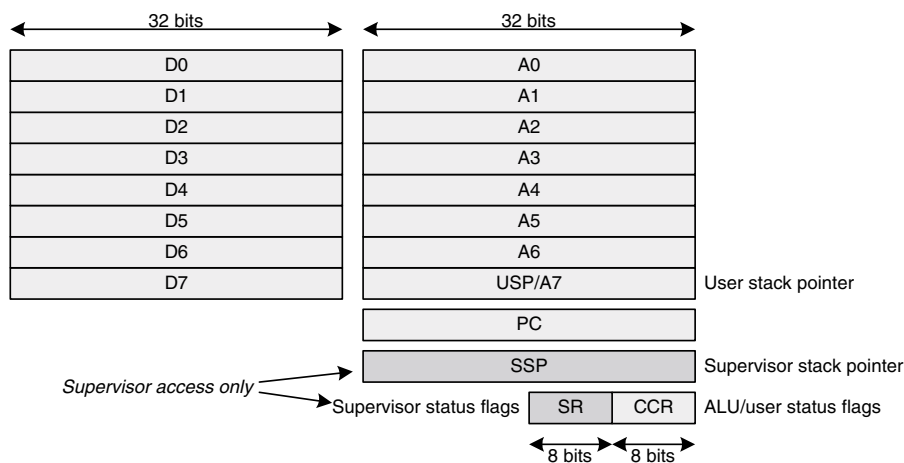 32 bits 32 bits
D0 A0
D1 A1
D2 A2
D3 A3
D4 A4
D5 A5
D6 A6
D7 USP/A7 User stack pointer
PC
SSP Supervisor stack pointer
Supervisor access only
Supervisor status flags SR CCR ALU/user status flags
8 bits 8 bits